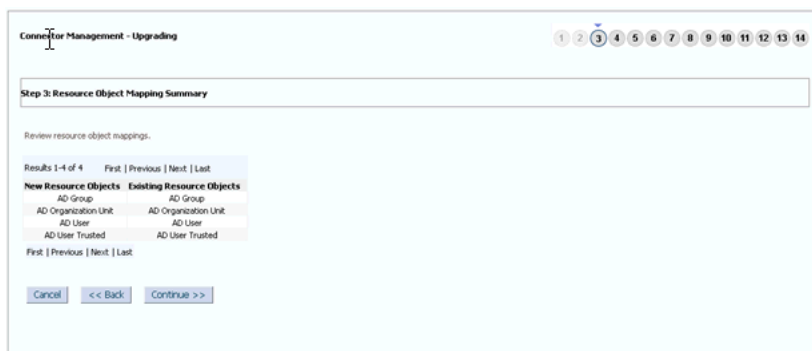 Connector Management - Upgrading
1 2 3 4 5 6 7 8 9 10 11 12 13 14
Step 3: Resource Object Mapping Summary
Review resource object mappings.
Results 1-4 of 4 First | Previous | Next | Last
New Resource Objects Existing Resource Objects
AD Group AD Group
AD Organization Unit AD Organization Unit
AD User AD User
AD User Trusted AD User Trusted
First | Previous | Next | Last
Cancel << Back Continue >>